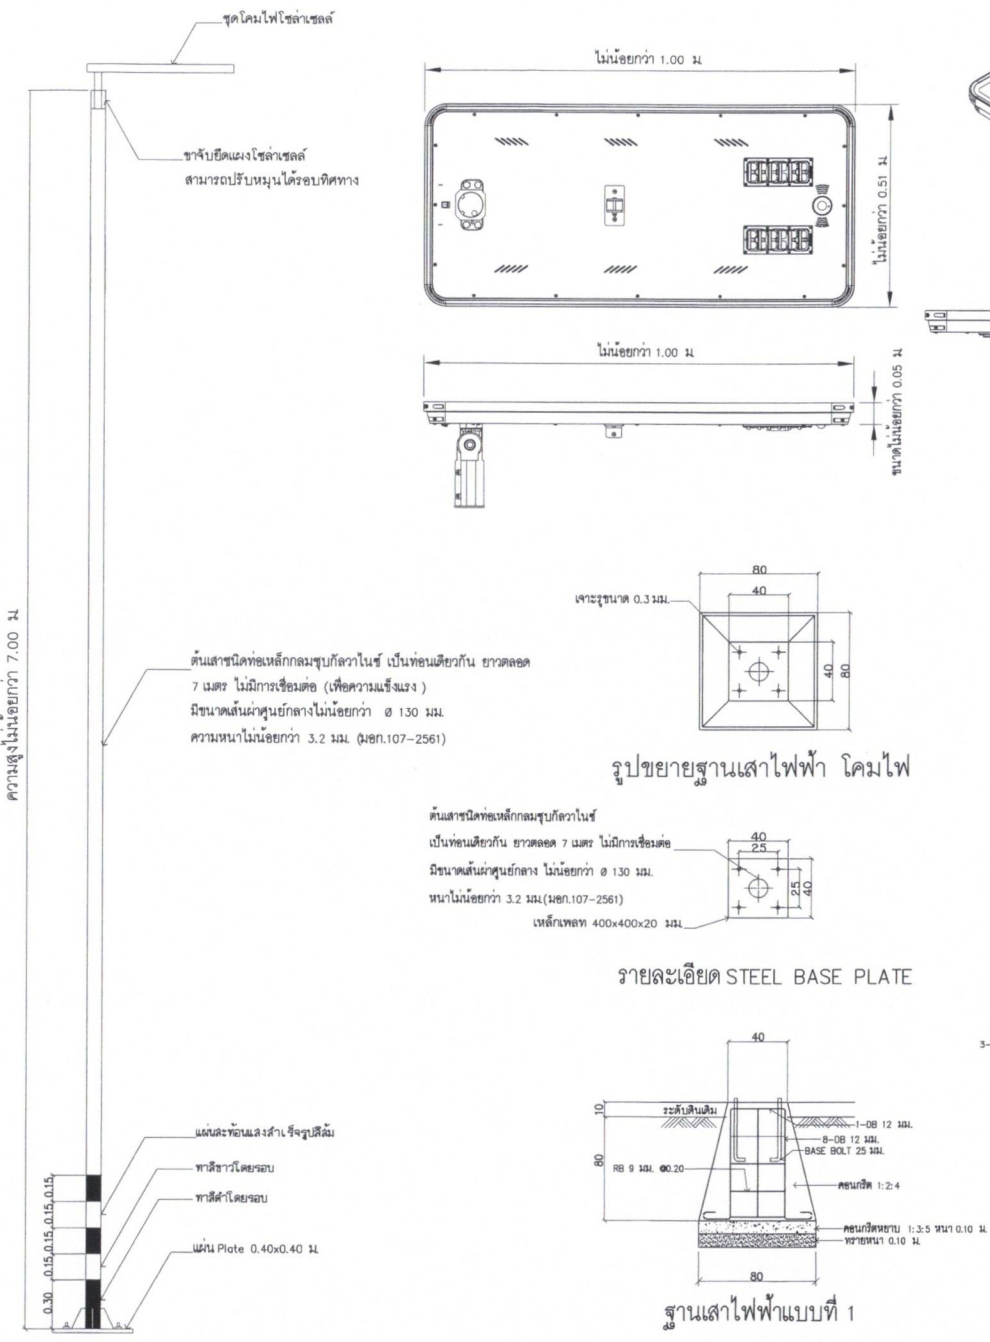 ชุดโคมไฟโซล่าเซลล์
ขาจับยึดแผงโซล่าเซลล์
สามารถปรับหมุนได้รอบทิศทาง
ความสูงไม่น้อยกว่า 7.00 ม
ต้นเสาชนิดท่อเหล็กกลมชุบกัลวาไนซ์ เป็นท่อนเดียวกัน ยาวตลอด
7 เมตร ไม่มีการเชื่อมต่อ (เพื่อความแข็งแรง )
มีขนาดเส้นผ่าศูนย์กลางไม่น้อยกว่า ø 130 มม.
ความหนาไม่น้อยกว่า 3.2 มม. (มอก.107-2561)
แผ่นสะท้อนแสงสำเร็จรูปสีส้ม
ทาสีขาวโดยรอบ
ทาสีดำโดยรอบ
แผ่น Plate 0.40x0.40 ม.
0.15
0.15
0.15
0.15
0.30
ไม่น้อยกว่า 1.00 ม
ไม่น้อยกว่า 0.51 ม
ไม่น้อยกว่า 1.00 ม
ขนาดไม่น้อยกว่า 0.05 ม
80
40
เจาะรูขนาด 0.3 มม.
40
80
รูปขยายฐานเสาไฟฟ้า โคมไฟ
ต้นเสาชนิดท่อเหล็กกลมชุบกัลวาไนซ์
เป็นท่อนเดียวกัน ยาวตลอด 7 เมตร ไม่มีการเชื่อมต่อ
มีขนาดเส้นผ่าศูนย์กลาง ไม่น้อยกว่า ø 130 มม.
หนาไม่น้อยกว่า 3.2 มม.(มอก.107-2561)
เหล็กเพลท 400x400x20 มม.
40
25
25
40
รายละเอียด STEEL BASE PLATE
3-
40
10
ระดับดินเดิม
1-DB 12 มม.
8-DB 12 มม.
BASE BOLT 25 มม.
80
RB 9 มม. @0.20
คอนกรีต 1:2:4
คอนกรีตหยาบ 1:3:5 หนา 0.10 ม.
ทรายหนา 0.10 ม.
80
ฐานเสาไฟฟ้าแบบที่ 1